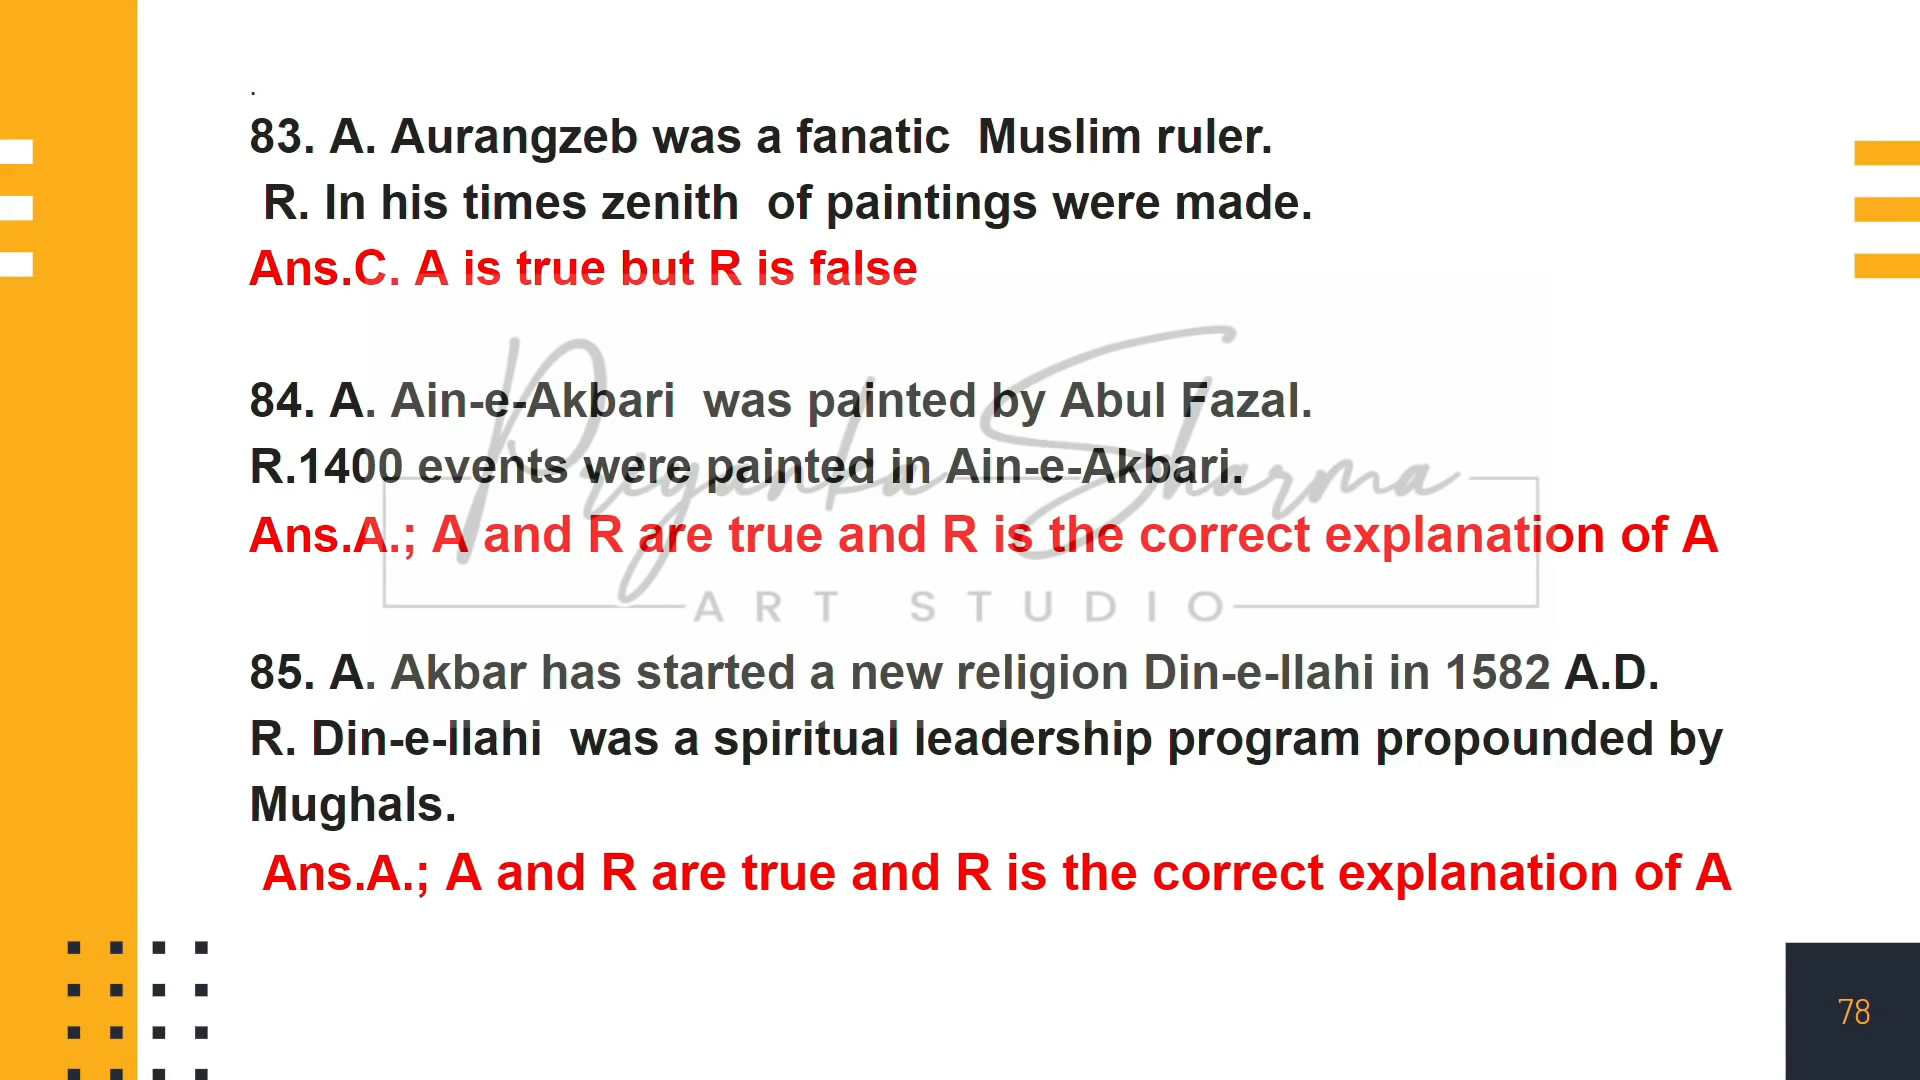 .
83. A. Aurangzeb was a fanatic  Muslim ruler.
R. In his times zenith  of paintings were made.
Ans.C. A is true but R is false
84. A. Ain-e-Akbari  was painted by Abul Fazal.
R.1400 events were painted in Ain-e-Akbari.
Ans.A.; A and R are true and R is the correct explanation of A
Priyanka Sharma
ART STUDIO
85. A. Akbar has started a new religion Din-e-Ilahi in 1582 A.D.
R. Din-e-Ilahi  was a spiritual leadership program propounded by
Mughals.
Ans.A.; A and R are true and R is the correct explanation of A
78